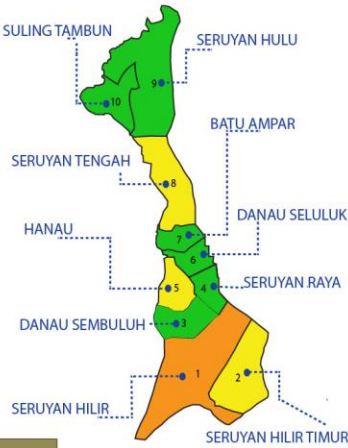 SULING TAMBUN
SERUYAN HULU
9
10
BATU AMPAR
SERUYAN TENGAH
8
DANAU SELULUK
HANAU
7
6
SERUYAN RAYA
5
4
DANAU SEMBULUH
3
1
2
SERUYAN HILIR
SERUYAN HILIR TIMUR